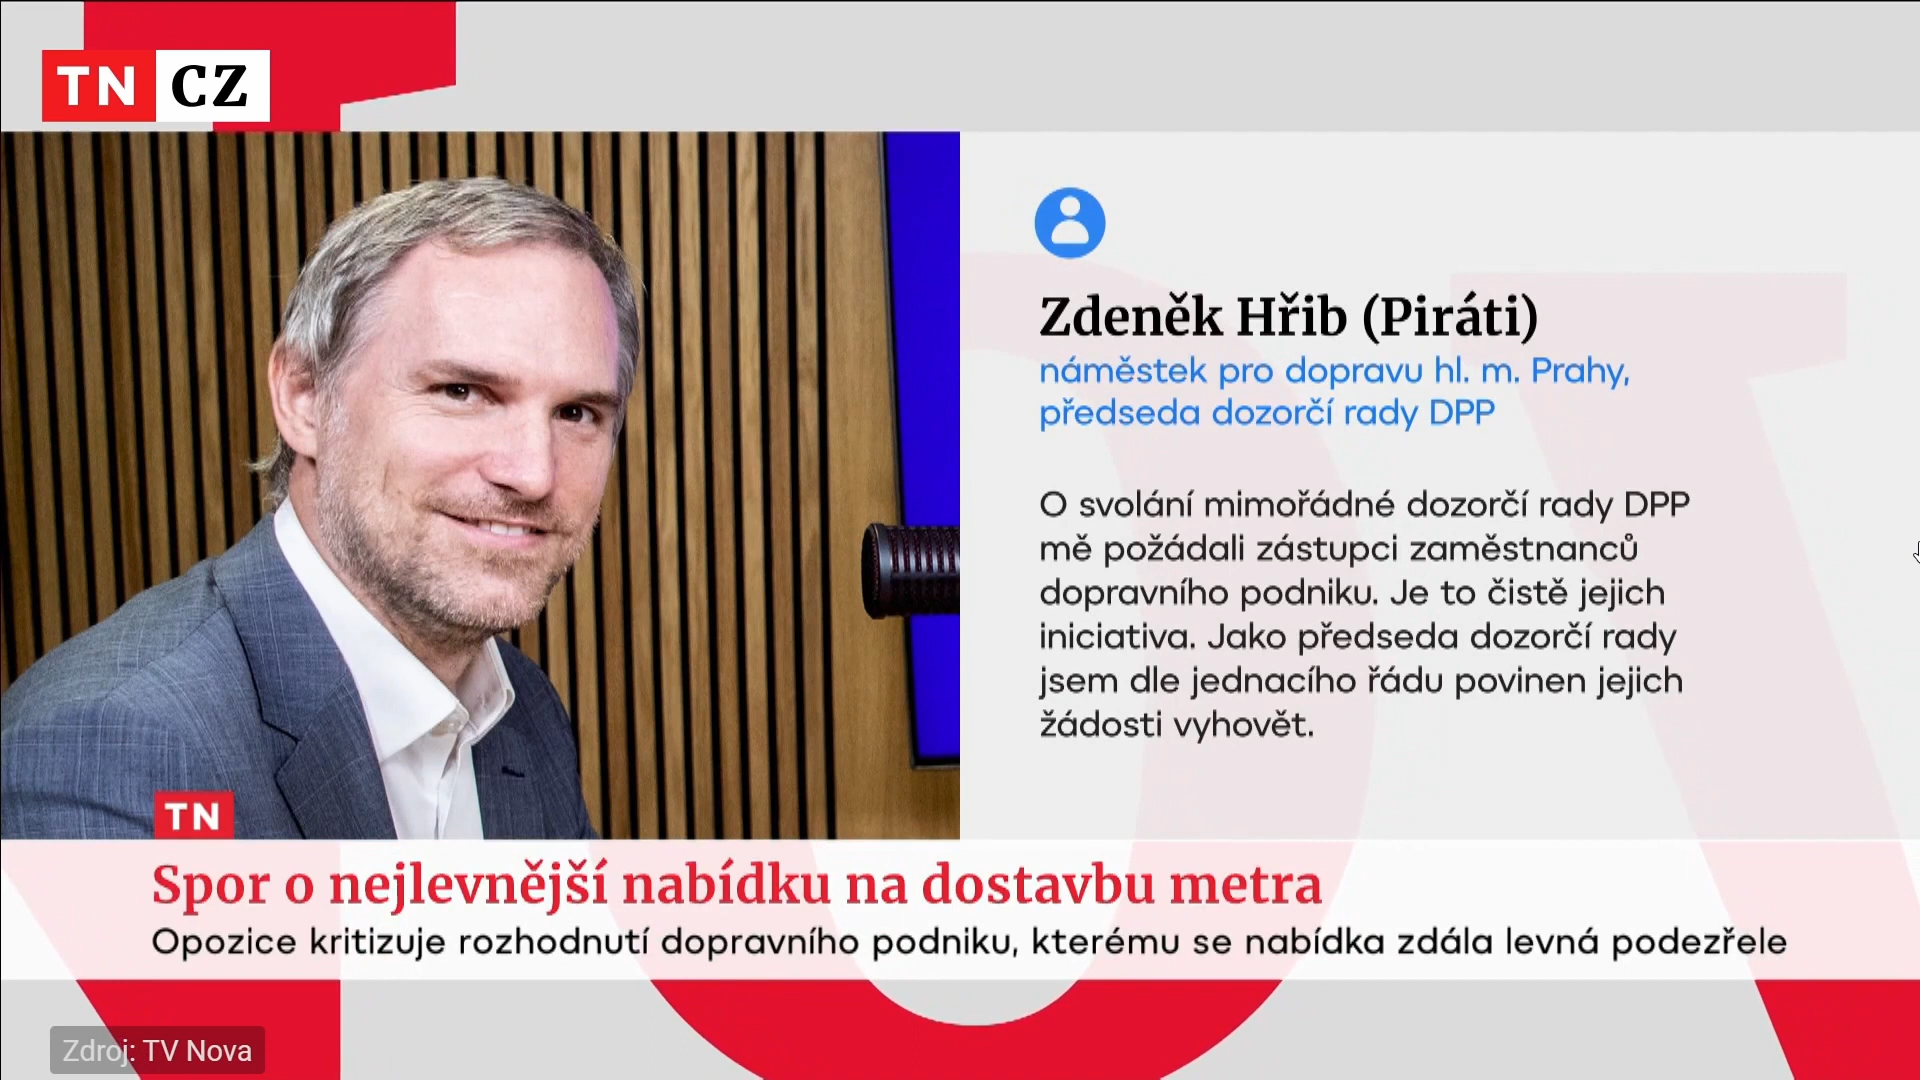 TN CZ
Zdeněk Hřib (Piráti)
náměstek pro dopravu hl. m. Prahy,
předseda dozorčí rady DPP
O svolání mimořádné dozorčí rady DPP
mě požádali zástupci zaměstnanců
dopravního podniku. Je to čistě jejich
iniciativa. Jako předseda dozorčí rady
jsem dle jednacího řádu povinen jejich
žádosti vyhovět.
TN
Spor o nejlevnější nabídku na dostavbu metra
Opozice kritizuje rozhodnutí dopravního podniku, kterému se nabídka zdála levná podezřele
Zdroj: TV Nova